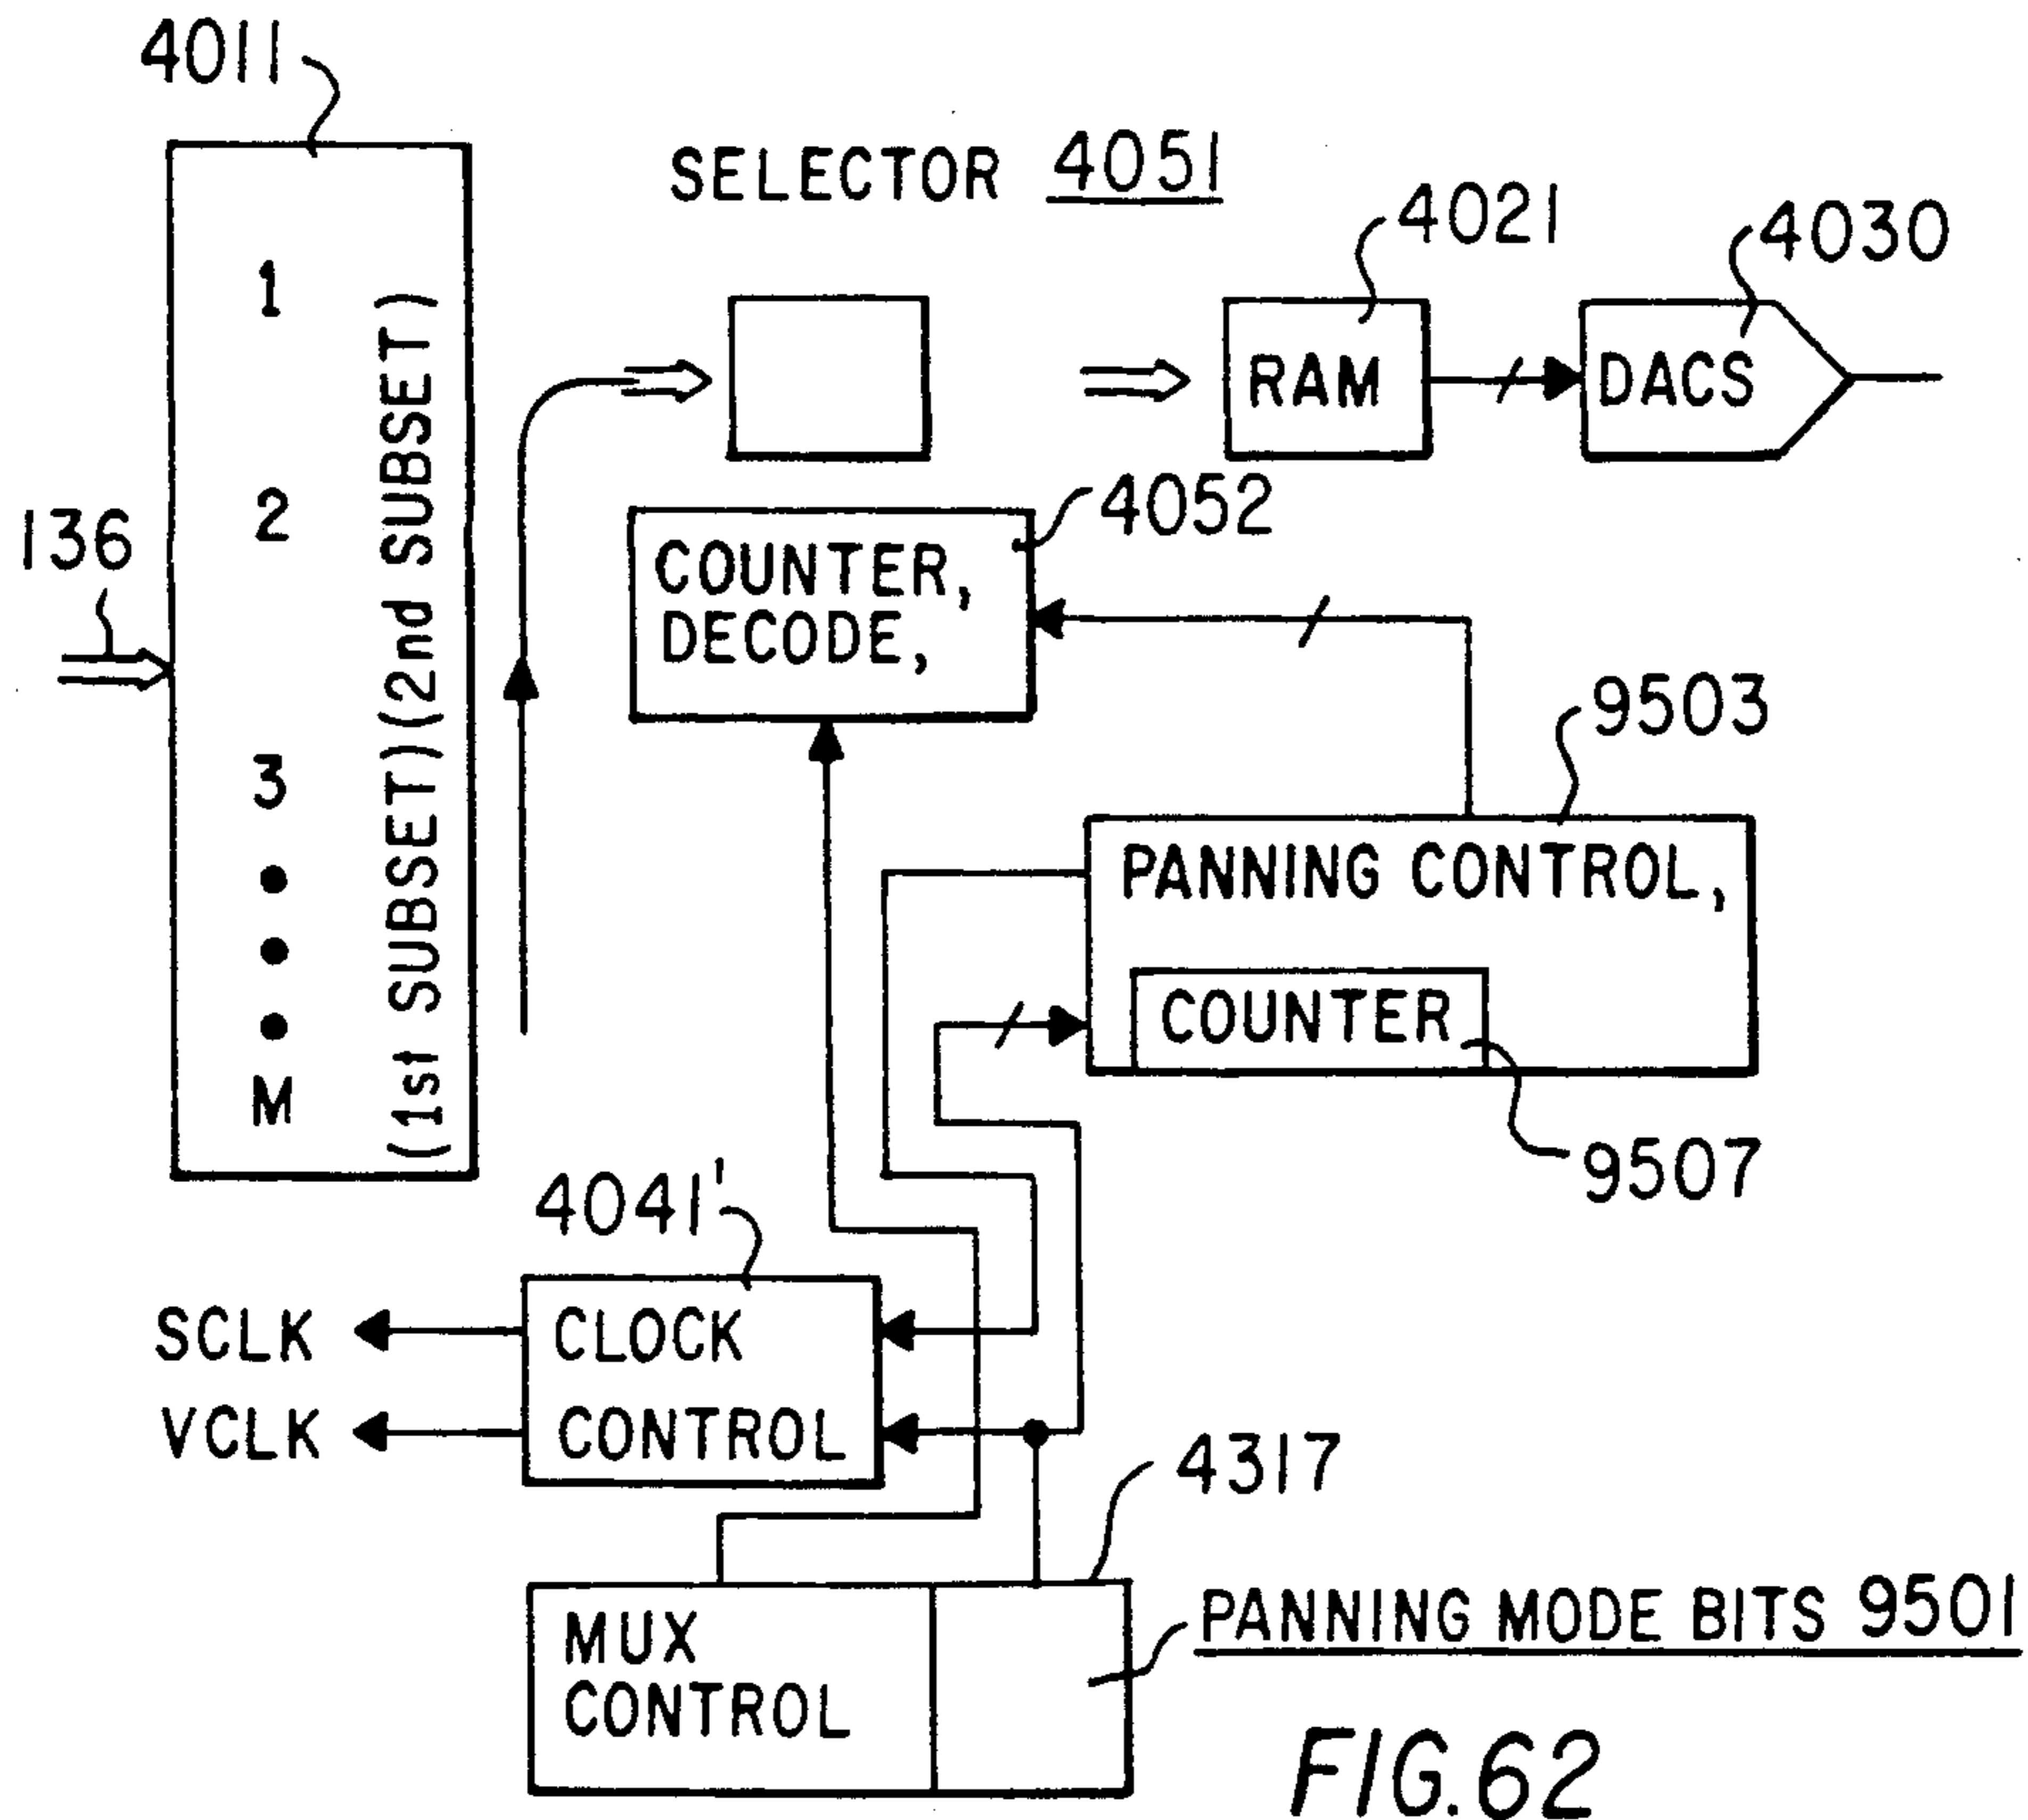 4011
SELECTOR 4051
4021
4030
1
2
3
M
(1st SUBSET)(2nd SUBSET)
136
RAM
DACS
4052
COUNTER,
DECODE,
9503
PANNING CONTROL,
COUNTER
9507
4041'
SCLK
VCLK
CLOCK
CONTROL
4317
MUX
CONTROL
PANNING MODE BITS 9501
FIG.62